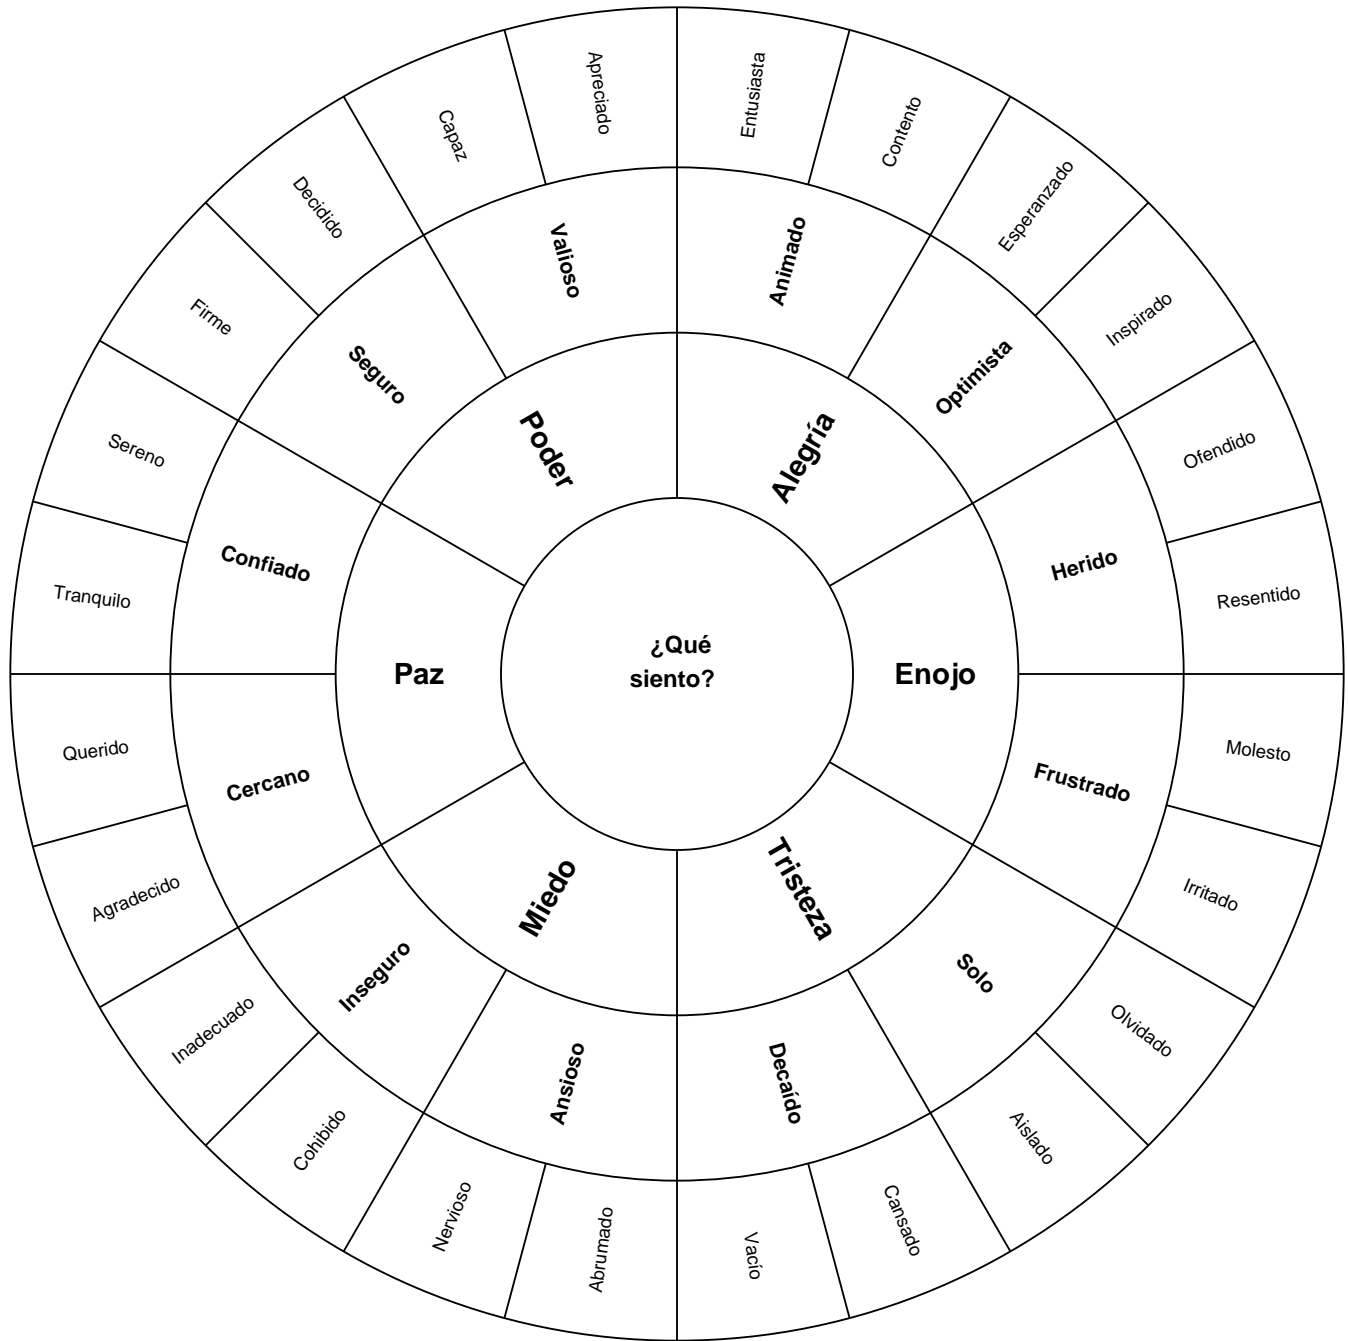 ¿Qué
siento?
Alegría
Enojo
Tristeza
Miedo
Paz
Poder
Animado
Optimista
Herido
Frustrado
Solo
Decaído
Ansioso
Inseguro
Cercano
Confiado
Seguro
Valioso
Entusiasta
Contento
Esperanzado
Inspirado
Ofendido
Resentido
Molesto
Irritado
Olvidado
Aislado
Cansado
Vacío
Abrumado
Nervioso
Cohibido
Inadecuado
Agradecido
Querido
Tranquilo
Sereno
Firme
Decidido
Capaz
Apreciado